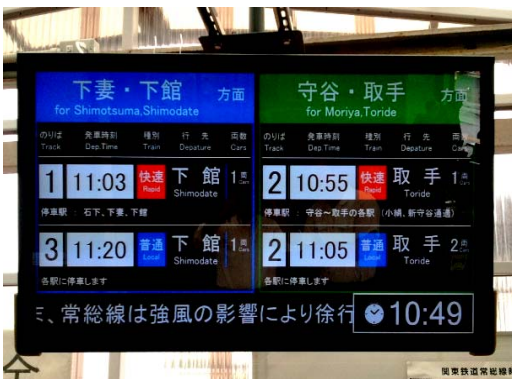 下妻・下館 方面
for Shimotsuma,Shimodate
のりば 発車時刻 種別 行先 両数
Track Dep.Time Train Depature Cars
1 11:03 快速 下館 1両
Rapid Shimodate Cars
停車駅 : 石下、下妻、下館
3 11:20 普通 下館 1両
Local Shimodate Cars
各駅に停車します
守谷・取手 方面
for Moriya,Toride
のりば 発車時刻 種別 行先 両数
Track Dep.Time Train Depature Cars
2 10:55 快速 取手 1両
Rapid Toride Cars
停車駅 : 守谷～取手の各駅（小絹、新守谷通過）
2 11:05 普通 取手 2両
Local Toride Cars
各駅に停車します
、常総線は強風の影響により徐行
10:49
関東鉄道常総線